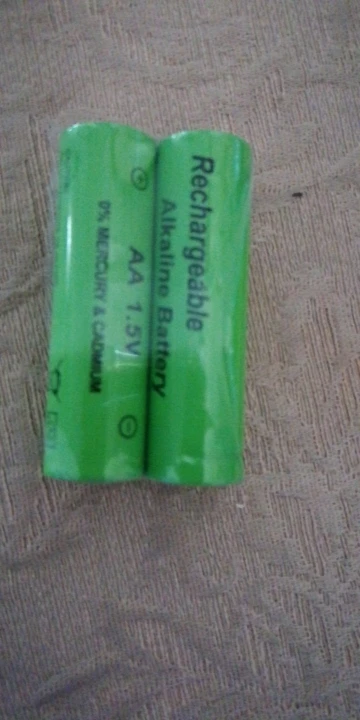 Rechargeable
Alkaline Battery
AA 1.5V
0% MERCURY & CADMIUM